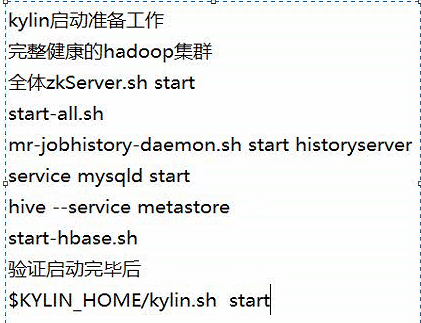 kylin启动准备工作
完整健康的hadoop集群
全体zkServer.sh start
start-all.sh
mr-jobhistory-daemon.sh start historyserver
service mysqld start
hive --service metastore
start-hbase.sh
验证启动完毕后
$KYLIN_HOME/kylin.sh  start